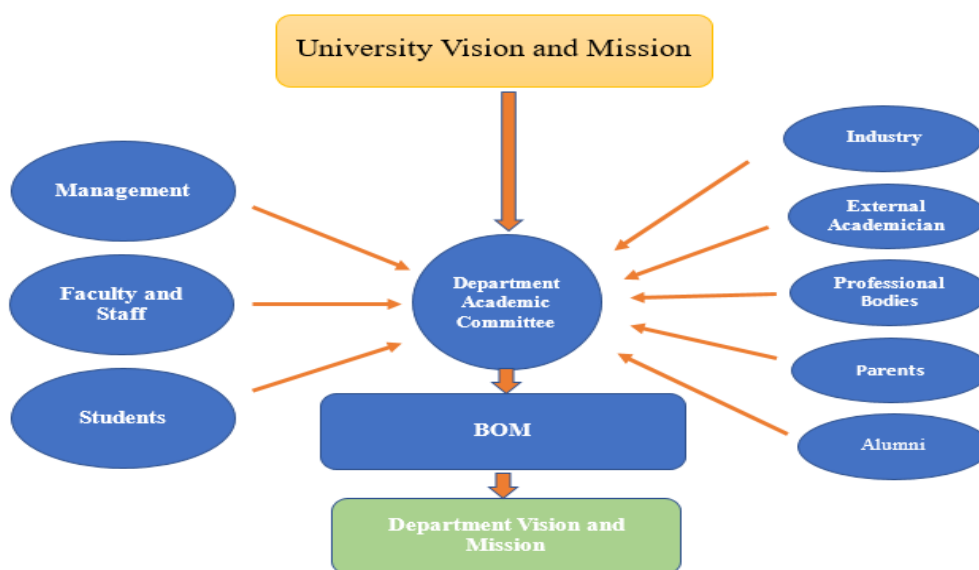 University Vision and Mission
Management
Faculty and
Staff
Students
Department
Academic
Committee
Industry
External
Academician
Professional
Bodies
Parents
Alumni
BOM
Department Vision and
Mission